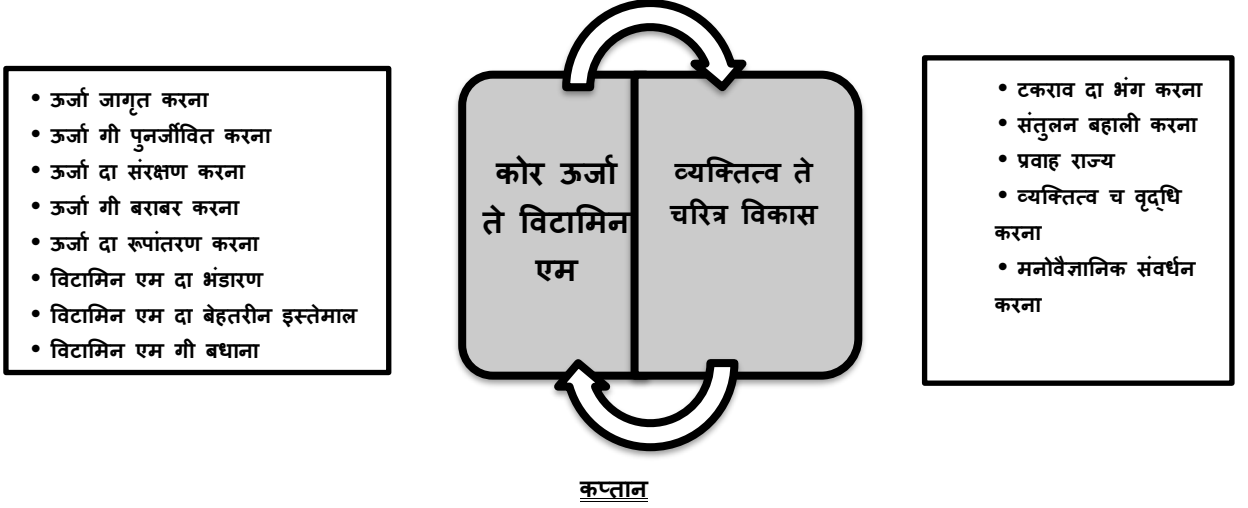 • ऊर्जा जागृत करना
• ऊर्जा गी पुनर्जीवित करना
• ऊर्जा दा संरक्षण करना
• ऊर्जा गी बराबर करना
• ऊर्जा दा रूपांतरण करना
• विटामिन एम दा भंडारण
• विटामिन एम दा बेहतरीन इस्तेमाल
• विटामिन एम गी बधाना
कोर ऊर्जा
ते विटामिन
एम
व्यक्तित्व ते
चरित्र विकास
• टकराव दा भंग करना
• संतुलन बहाली करना
• प्रवाह राज्य
• व्यक्तित्व च वृद्धि
करना
• मनोवैज्ञानिक संवर्धन
करना
कप्तान